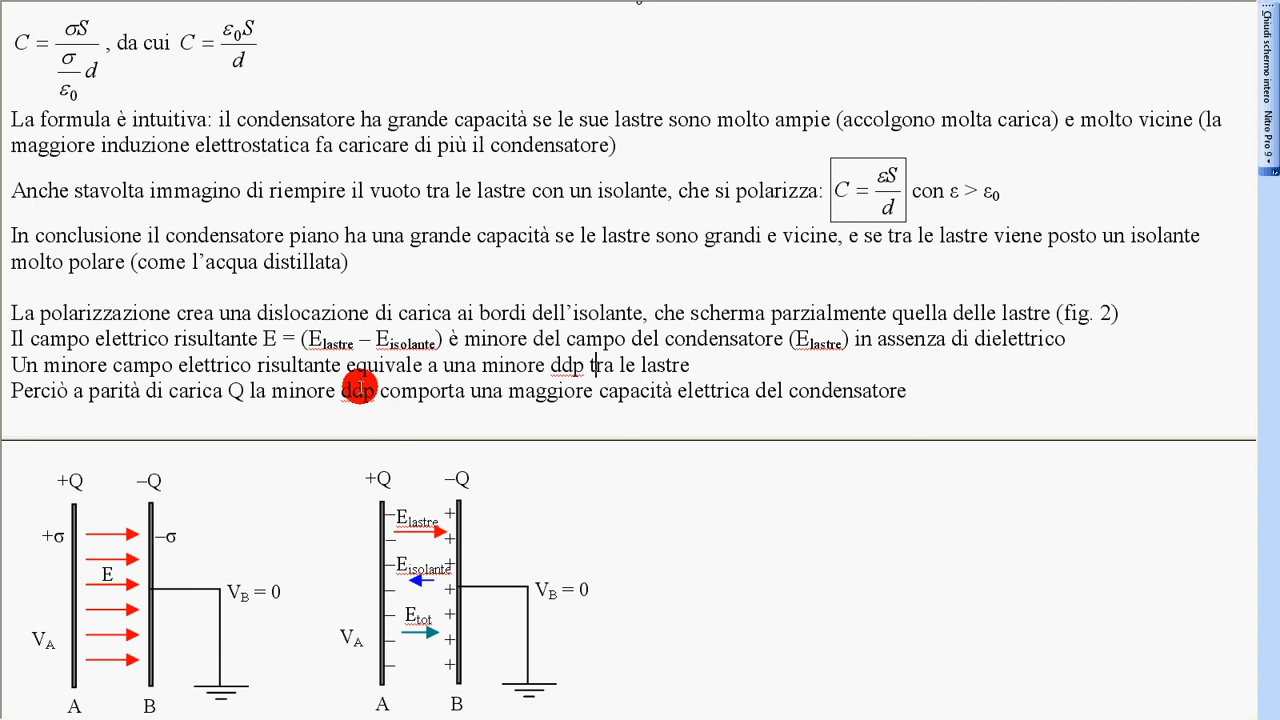 C = σS / (σ/ε₀ d) , da cui C = ε₀S / d
La formula è intuitiva: il condensatore ha grande capacità se le sue lastre sono molto ampie (accolgono molta carica) e molto vicine (la
maggiore induzione elettrostatica fa caricare di più il condensatore)
Anche stavolta immagino di riempire il vuoto tra le lastre con un isolante, che si polarizza: C = εS / d con ε > ε₀
In conclusione il condensatore piano ha una grande capacità se le lastre sono grandi e vicine, e se tra le lastre viene posto un isolante
molto polare (come l’acqua distillata)
La polarizzazione crea una dislocazione di carica ai bordi dell’isolante, che scherma parzialmente quella delle lastre (fig. 2)
Il campo elettrico risultante E = (Elastre – Eisolante) è minore del campo del condensatore (Elastre) in assenza di dielettrico
Un minore campo elettrico risultante equivale a una minore ddp tra le lastre
Perciò a parità di carica Q la minore ddp comporta una maggiore capacità elettrica del condensatore
+Q –Q
+σ –σ
E
VB = 0
VA
A B
+Q –Q
Elastre
Eisolante
Etot
VB = 0
VA
A B
Chiudi schermo intero Nitro Pro 9